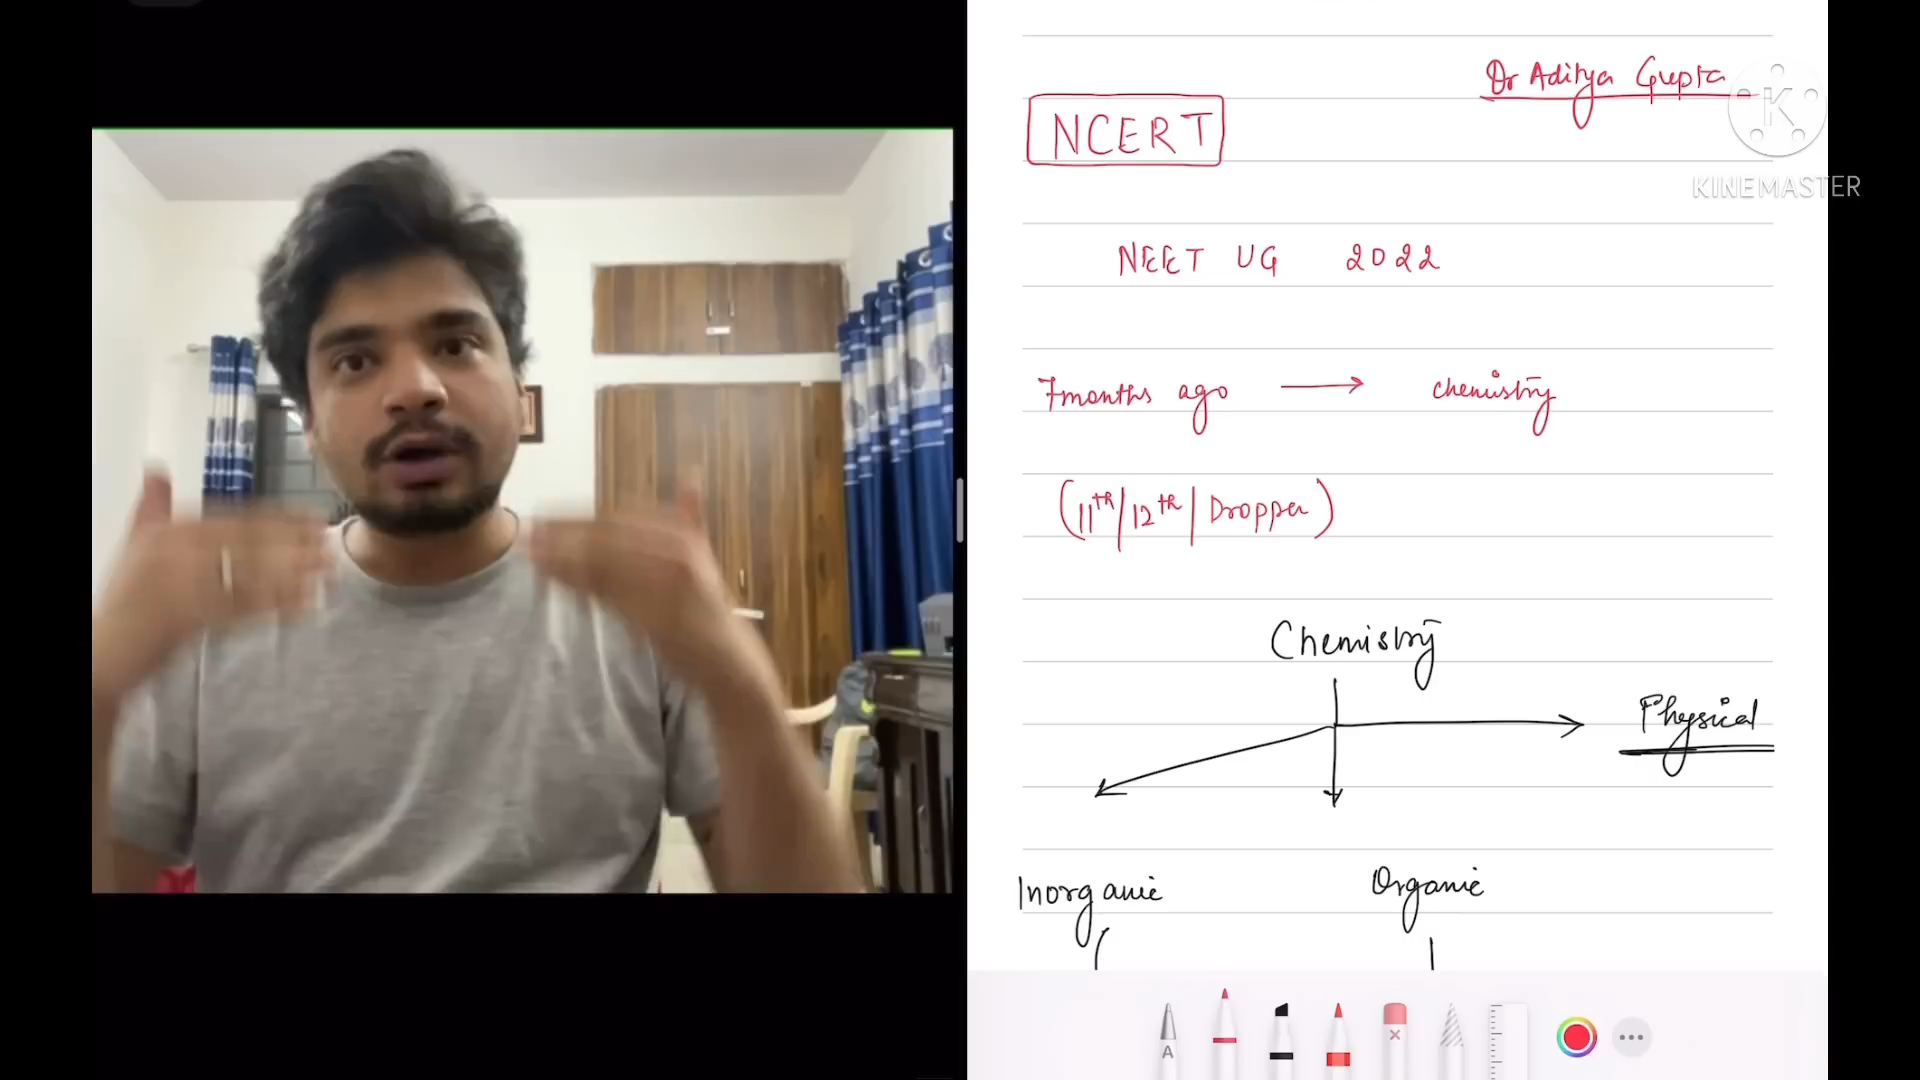 Dr Aditya Gupta
NCERT
KINEMASTER
NEET UG 2022
7months ago → chemistry
(11th/12th/Dropper)
Chemistry
Physical
Inorganic Organic
A